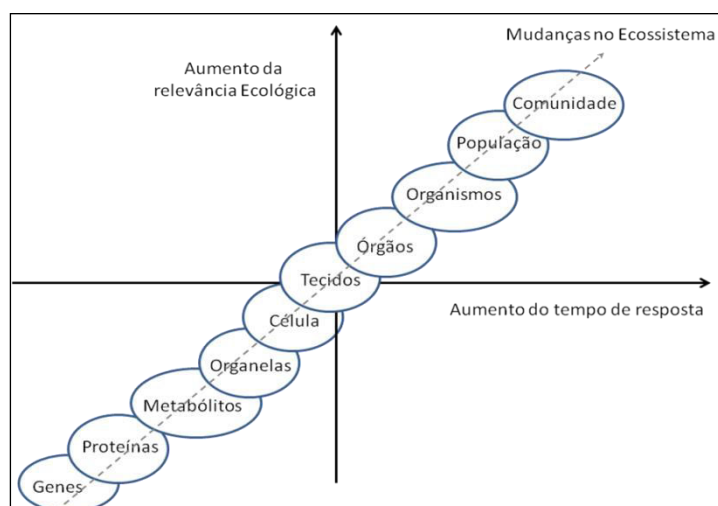 Mudanças no Ecossistema
Aumento da
relevância Ecológica
Comunidade
População
Organismos
Órgãos
Tecidos
Aumento do tempo de resposta
Célula
Organelas
Metabólitos
Proteínas
Genes